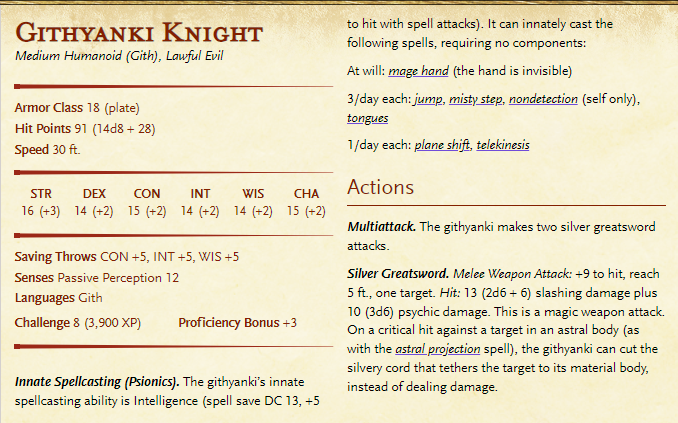 Githyanki Knight
Medium Humanoid (Gith), Lawful Evil
Armor Class 18 (plate)
Hit Points 91 (14d8 + 28)
Speed 30 ft.
STR DEX CON INT WIS CHA
16 (+3) 14 (+2) 15 (+2) 14 (+2) 14 (+2) 15 (+2)
Saving Throws CON +5, INT +5, WIS +5
Senses Passive Perception 12
Languages Gith
Challenge 8 (3,900 XP) Proficiency Bonus +3
Innate Spellcasting (Psionics). The githyanki's innate
spellcasting ability is Intelligence (spell save DC 13, +5
to hit with spell attacks). It can innately cast the
following spells, requiring no components:
At will: mage hand (the hand is invisible)
3/day each: jump, misty step, nondetection (self only),
tongues
1/day each: plane shift, telekinesis
Actions
Multiattack. The githyanki makes two silver greatsword
attacks.
Silver Greatsword. Melee Weapon Attack: +9 to hit, reach
5 ft., one target. Hit: 13 (2d6 + 6) slashing damage plus
10 (3d6) psychic damage. This is a magic weapon attack.
On a critical hit against a target in an astral body (as
with the astral projection spell), the githyanki can cut the
silvery cord that tethers the target to its material body,
instead of dealing damage.